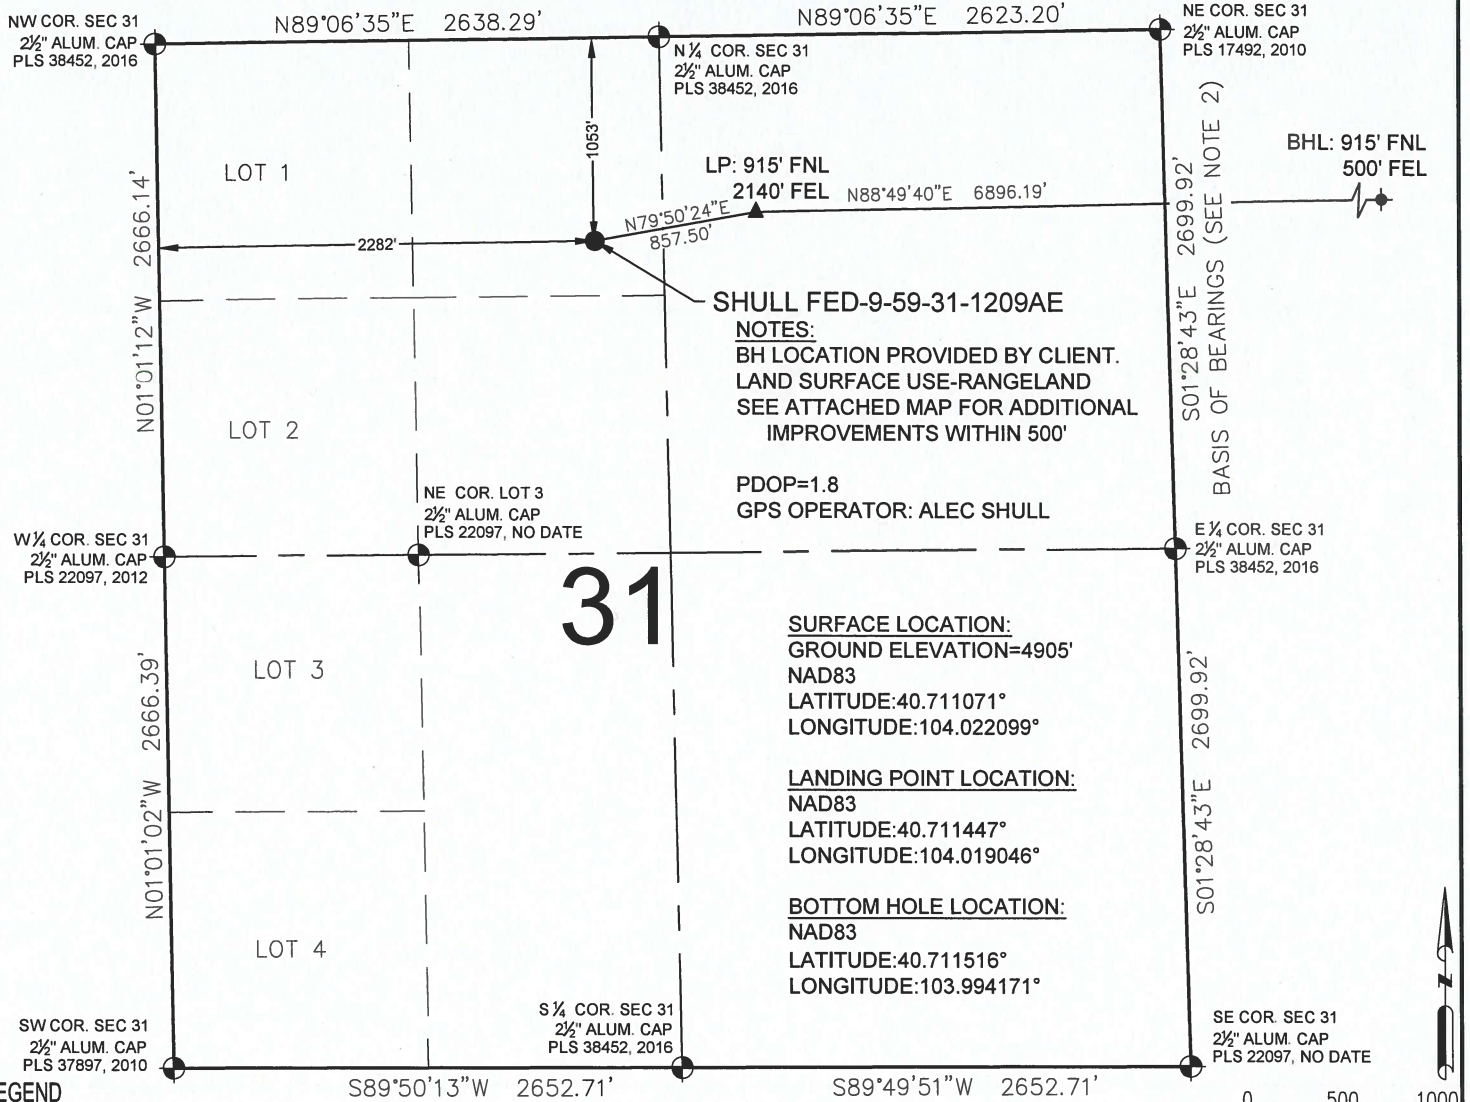 NW COR. SEC 31
2½" ALUM. CAP
PLS 38452, 2016
N89°06'35"E 2638.29'
N ¼ COR. SEC 31
2½" ALUM. CAP
PLS 38452, 2016
N89°06'35"E 2623.20'
NE COR. SEC 31
2½" ALUM. CAP
PLS 17492, 2010
BHL: 915' FNL
500' FEL
LOT 1
1053'
LP: 915' FNL
2140' FEL
N88°49'40"E 6896.19'
N79°50'24"E
857.50'
2282'
N01°01'12"W 2666.14'
S01°28'43"E 2699.92'
BASIS OF BEARINGS (SEE NOTE 2)
SHULL FED-9-59-31-1209AE
NOTES:
BH LOCATION PROVIDED BY CLIENT.
LAND SURFACE USE-RANGELAND
SEE ATTACHED MAP FOR ADDITIONAL
IMPROVEMENTS WITHIN 500'
PDOP=1.8
GPS OPERATOR: ALEC SHULL
LOT 2
NE COR. LOT 3
2½" ALUM. CAP
PLS 22097, NO DATE
W ¼ COR. SEC 31
2½" ALUM. CAP
PLS 22097, 2012
E ¼ COR. SEC 31
2½" ALUM. CAP
PLS 38452, 2016
31
SURFACE LOCATION:
GROUND ELEVATION=4905'
NAD83
LATITUDE:40.711071°
LONGITUDE:104.022099°
LOT 3
N01°01'02"W 2666.39'
S01°28'43"E 2699.92'
LANDING POINT LOCATION:
NAD83
LATITUDE:40.711447°
LONGITUDE:104.019046°
BOTTOM HOLE LOCATION:
NAD83
LATITUDE:40.711516°
LONGITUDE:103.994171°
LOT 4
SW COR. SEC 31
2½" ALUM. CAP
PLS 37897, 2010
S ¼ COR. SEC 31
2½" ALUM. CAP
PLS 38452, 2016
SE COR. SEC 31
2½" ALUM. CAP
PLS 22097, NO DATE
N
S89°50'13"W 2652.71'
S89°49'51"W 2652.71'
EGEND
0 500 1000